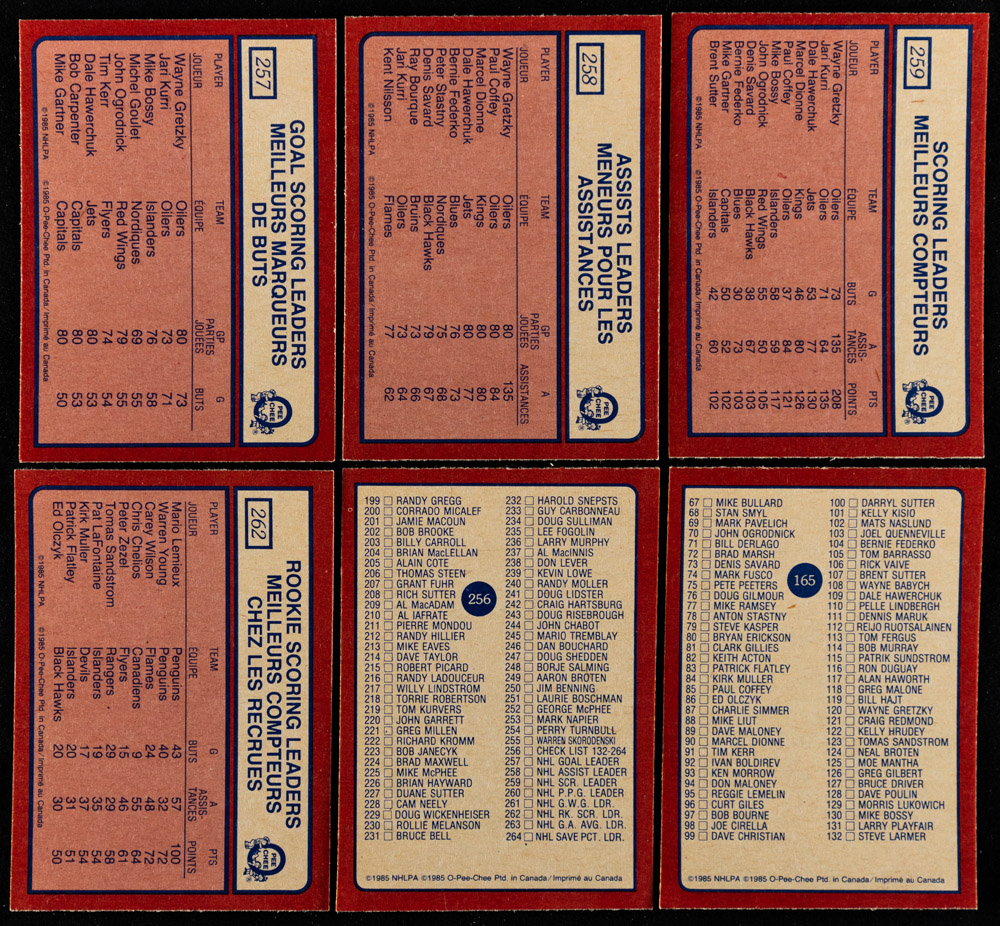 257
GOAL SCORING LEADERS
MEILLEURS MARQUEURS
DE BUTS
PEE CHEE
PLAYER TEAM GP G
JOUEUR ÉQUIPE PARTIES JOUÉES BUTS
Wayne Gretzky Oilers 80 73
Jari Kurri Oilers 73 71
Mike Bossy Islanders 76 58
Michel Goulet Nordiques 69 55
John Ogrodnick Red Wings 79 55
Tim Kerr Flyers 74 54
Dale Hawerchuk Jets 80 53
Bob Carpenter Capitals 80 53
Mike Gartner Capitals 80 50
©1985 NHLPA ©1985 O-Pee-Chee Ptd. in Canada/Imprimé au Canada
258
ASSISTS LEADERS
MENEURS POUR LES
ASSISTANCES
PEE CHEE
PLAYER TEAM GP A
JOUEUR ÉQUIPE PARTIES JOUÉES ASSISTANCES
Wayne Gretzky Oilers 80 135
Paul Coffey Oilers 80 84
Marcel Dionne Kings 80 80
Dale Hawerchuk Jets 80 77
Bernie Federko Blues 76 73
Peter Stastny Nordiques 75 68
Denis Savard Black Hawks 79 67
Ray Bourque Bruins 73 66
Jari Kurri Oilers 73 64
Kent Nilsson Flames 77 62
©1985 NHLPA ©1985 O-Pee-Chee Ptd. in Canada/Imprimé au Canada
259
SCORING LEADERS
MEILLEURS COMPTEURS
PEE CHEE
PLAYER TEAM G A PTS
JOUEUR ÉQUIPE BUTS ASSIS-TANCES POINTS
Wayne Gretzky Oilers 73 135 208
Jari Kurri Oilers 71 64 135
Dale Hawerchuk Jets 53 77 130
Marcel Dionne Kings 46 80 126
Paul Coffey Oilers 37 84 121
Mike Bossy Islanders 58 59 117
John Ogrodnick Red Wings 55 50 105
Denis Savard Black Hawks 38 67 105
Bernie Federko Blues 30 73 103
Mike Gartner Capitals 50 52 102
Brent Sutter Islanders 42 60 102
©1985 NHLPA ©1985 O-Pee-Chee Ptd. in Canada/Imprimé au Canada
262
ROOKIE SCORING LEADERS
MEILLEURS COMPTEURS
CHEZ LES RECRUES
PEE CHEE
PLAYER TEAM G A PTS
JOUEUR ÉQUIPE BUTS ASSIS-TANCES POINTS
Mario Lemieux Penguins 43 57 100
Warren Young Penguins 40 32 72
Carey Wilson Flames 24 48 72
Chris Chelios Canadiens 9 55 64
Peter Zezel Flyers 15 46 61
Tomas Sandstrom Rangers 29 29 58
Pat LaFontaine Islanders 19 35 54
Kirk Muller Devils 17 37 54
Patrick Flatley Islanders 20 31 51
Ed Olczyk Black Hawks 20 30 50
©1985 NHLPA ©1985 O-Pee-Chee Ptd. in Canada/Imprimé au Canada
256
199 RANDY GREGG
200 CORRADO MICALEF
201 JAMIE MACOUN
202 BOB BROOKE
203 BILLY CARROLL
204 BRIAN MacLELLAN
205 ALAIN COTE
206 THOMAS STEEN
207 GRANT FUHR
208 RICH SUTTER
209 AL MacADAM
210 AL IAFRATE
211 PIERRE MONDOU
212 RANDY HILLIER
213 MIKE EAVES
214 DAVE TAYLOR
215 ROBERT PICARD
216 RANDY LADOUCEUR
217 WILLY LINDSTROM
218 TORRIE ROBERTSON
219 TOM KURVERS
220 JOHN GARRETT
221 GREG MILLEN
222 RICHARD KROMM
223 BOB JANECYK
224 BRAD MAXWELL
225 MIKE McPHEE
226 BRIAN HAYWARD
227 DUANE SUTTER
228 CAM NEELY
229 DOUG WICKENHEISER
230 ROLLIE MELANSON
231 BRUCE BELL
232 HAROLD SNEPSTS
233 GUY CARBONNEAU
234 DOUG SULLIMAN
235 LEE FOGOLIN
236 LARRY MURPHY
237 AL MacINNIS
238 DON LEVER
239 KEVIN LOWE
240 RANDY MOLLER
241 DOUG LIDSTER
242 CRAIG HARTSBURG
243 DOUG RISEBROUGH
244 JOHN CHABOT
245 MARIO TREMBLAY
246 DAN BOUCHARD
247 DOUG SHEDDEN
248 BORJE SALMING
249 AARON BROTEN
250 JIM BENNING
251 LAURIE BOSCHMAN
252 GEORGE McPHEE
253 MARK NAPIER
254 PERRY TURNBULL
255 WARREN SKORODENSKI
256 CHECK LIST 132-264
257 NHL GOAL LEADER
258 NHL ASSIST LEADER
259 NHL SCR. LEADER
260 NHL P.P.G. LEADER
261 NHL G.W.G. LDR.
262 NHL RK. SCR. LDR.
263 NHL G.A. AVG. LDR.
264 NHL SAVE PCT. LDR.
©1985 NHLPA ©1985 O-Pee-Chee Ptd. in Canada/Imprimé au Canada
165
67 MIKE BULLARD
68 STAN SMYL
69 MARK PAVELICH
70 JOHN OGRODNICK
71 BILL DERLAGO
72 BRAD MARSH
73 DENIS SAVARD
74 MARK FUSCO
75 PETE PEETERS
76 DOUG GILMOUR
77 MIKE RAMSEY
78 ANTON STASTNY
79 STEVE KASPER
80 BRYAN ERICKSON
81 CLARK GILLIES
82 KEITH ACTON
83 PATRICK FLATLEY
84 KIRK MULLER
85 PAUL COFFEY
86 ED OLCZYK
87 CHARLIE SIMMER
88 MIKE LIUT
89 DAVE MALONEY
90 MARCEL DIONNE
91 TIM KERR
92 IVAN BOLDIREV
93 KEN MORROW
94 DON MALONEY
95 REGGIE LEMELIN
96 CURT GILES
97 BOB BOURNE
98 JOE CIRELLA
99 DAVE CHRISTIAN
100 DARRYL SUTTER
101 KELLY KISIO
102 MATS NASLUND
103 JOEL QUENNEVILLE
104 BERNIE FEDERKO
105 TOM BARRASSO
106 RICK VAIVE
107 BRENT SUTTER
108 WAYNE BABYCH
109 DALE HAWERCHUK
110 PELLE LINDBERGH
111 DENNIS MARUK
112 REIJO RUOTSALAINEN
113 TOM FERGUS
114 BOB MURRAY
115 PATRIK SUNDSTROM
116 RON DUGUAY
117 ALAN HAWORTH
118 GREG MALONE
119 BILL HAJT
120 WAYNE GRETZKY
121 CRAIG REDMOND
122 KELLY HRUDEY
123 TOMAS SANDSTROM
124 NEAL BROTEN
125 MOE MANTHA
126 GREG GILBERT
127 BRUCE DRIVER
128 DAVE POULIN
129 MORRIS LUKOWICH
130 MIKE BOSSY
131 LARRY PLAYFAIR
132 STEVE LARMER
©1985 NHLPA ©1985 O-Pee-Chee Ptd. in Canada/Imprimé au Canada